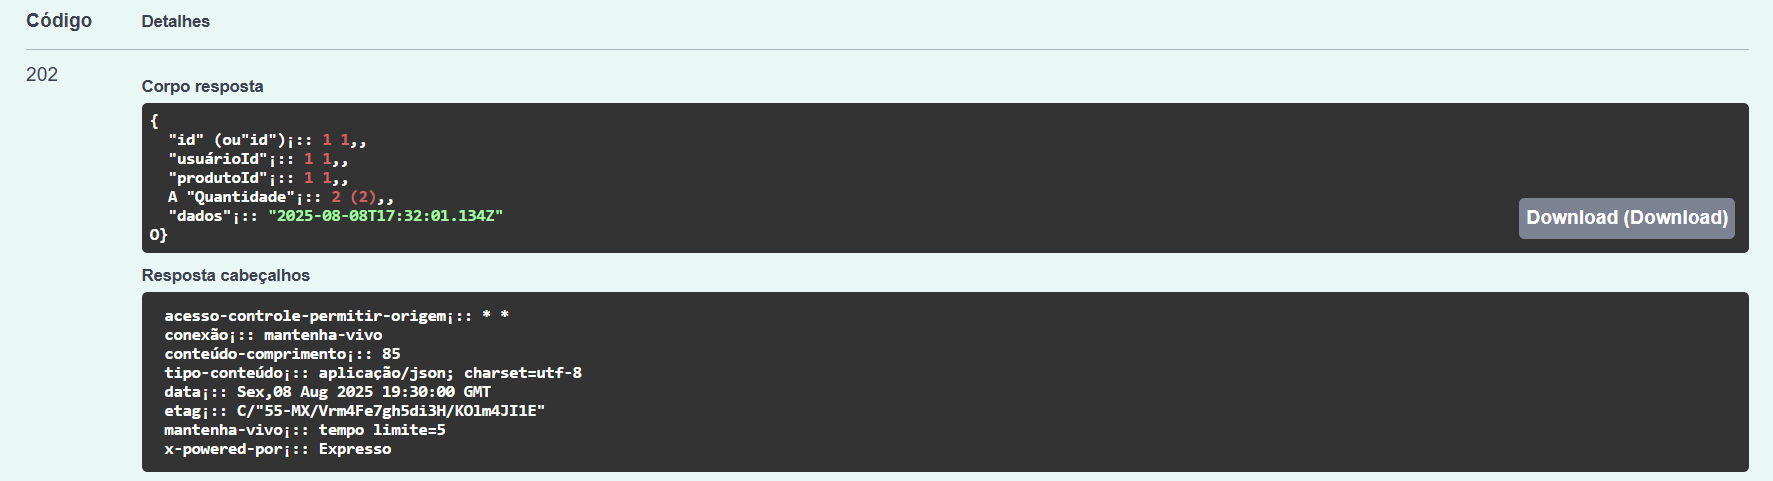 Código Detalhes
202
Corpo resposta
{
"id" (ou"id")¡:: 1 1,,
"usuárioId"¡:: 1 1,,
"produtoId"¡:: 1 1,,
A "Quantidade"¡:: 2 (2),,
"dados"¡:: "2025-08-08T17:32:01.134Z"
O}
Download (Download)
Resposta cabeçalhos
acesso-controle-permitir-origem¡:: * *
conexão¡:: mantenha-vivo
conteúdo-comprimento¡:: 85
tipo-conteúdo¡:: aplicação/json; charset=utf-8
data¡:: Sex,08 Aug 2025 19:30:00 GMT
etag¡:: C/"55-MX/Vrm4Fe7gh5di3H/KOlm4JI1E"
mantenha-vivo¡:: tempo limite=5
x-powered-por¡:: Expresso